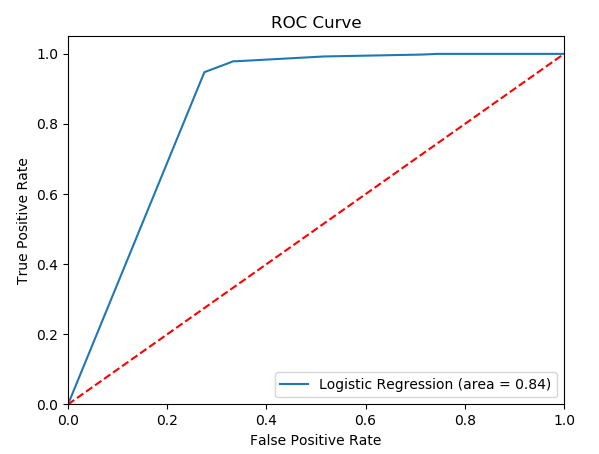 ROC Curve
1.0
0.8
0.6
0.4
0.2
0.0
True Positive Rate
Logistic Regression (area = 0.84)
0.0 0.2 0.4 0.6 0.8 1.0
False Positive Rate